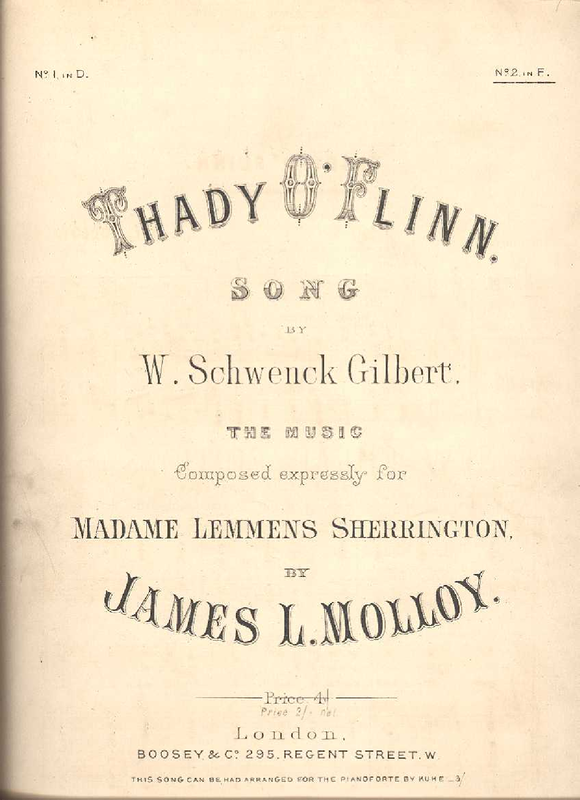 No. 1, IN D.
No. 2, IN F.
THADY O'FLINN.
SONG
BY
W. Schwenck Gilbert.
THE MUSIC
Composed expressly for
MADAME LEMMENS SHERRINGTON,
BY
JAMES L. MOLLOY.
Price 4/
Price 2/- net
London,
BOOSEY, & Co. 295, REGENT STREET. W
THIS SONG CAN BE HAD ARRANGED FOR THE PIANOFORTE BY KUHE 3/